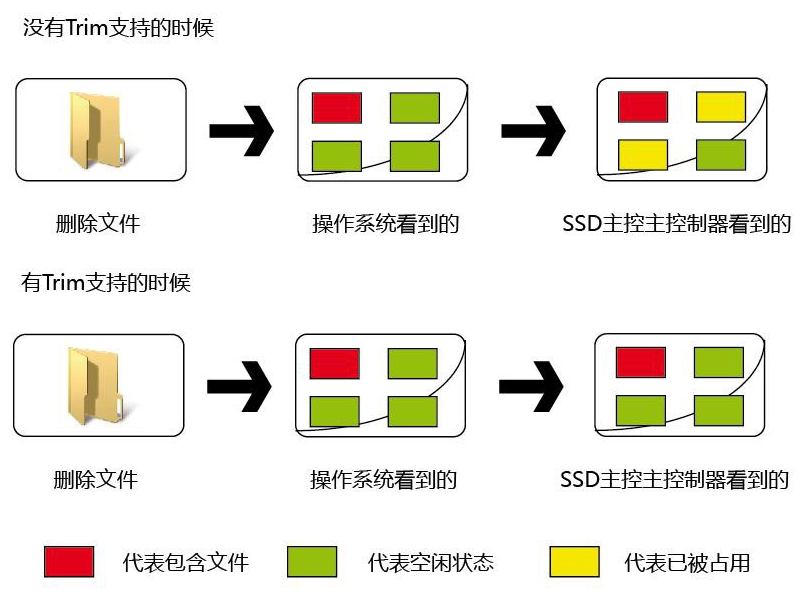 没有Trim支持的时候
删除文件
操作系统看到的
SSD主控主控制器看到的
有Trim支持的时候
删除文件
操作系统看到的
SSD主控主控制器看到的
代表包含文件
代表空闲状态
代表已被占用